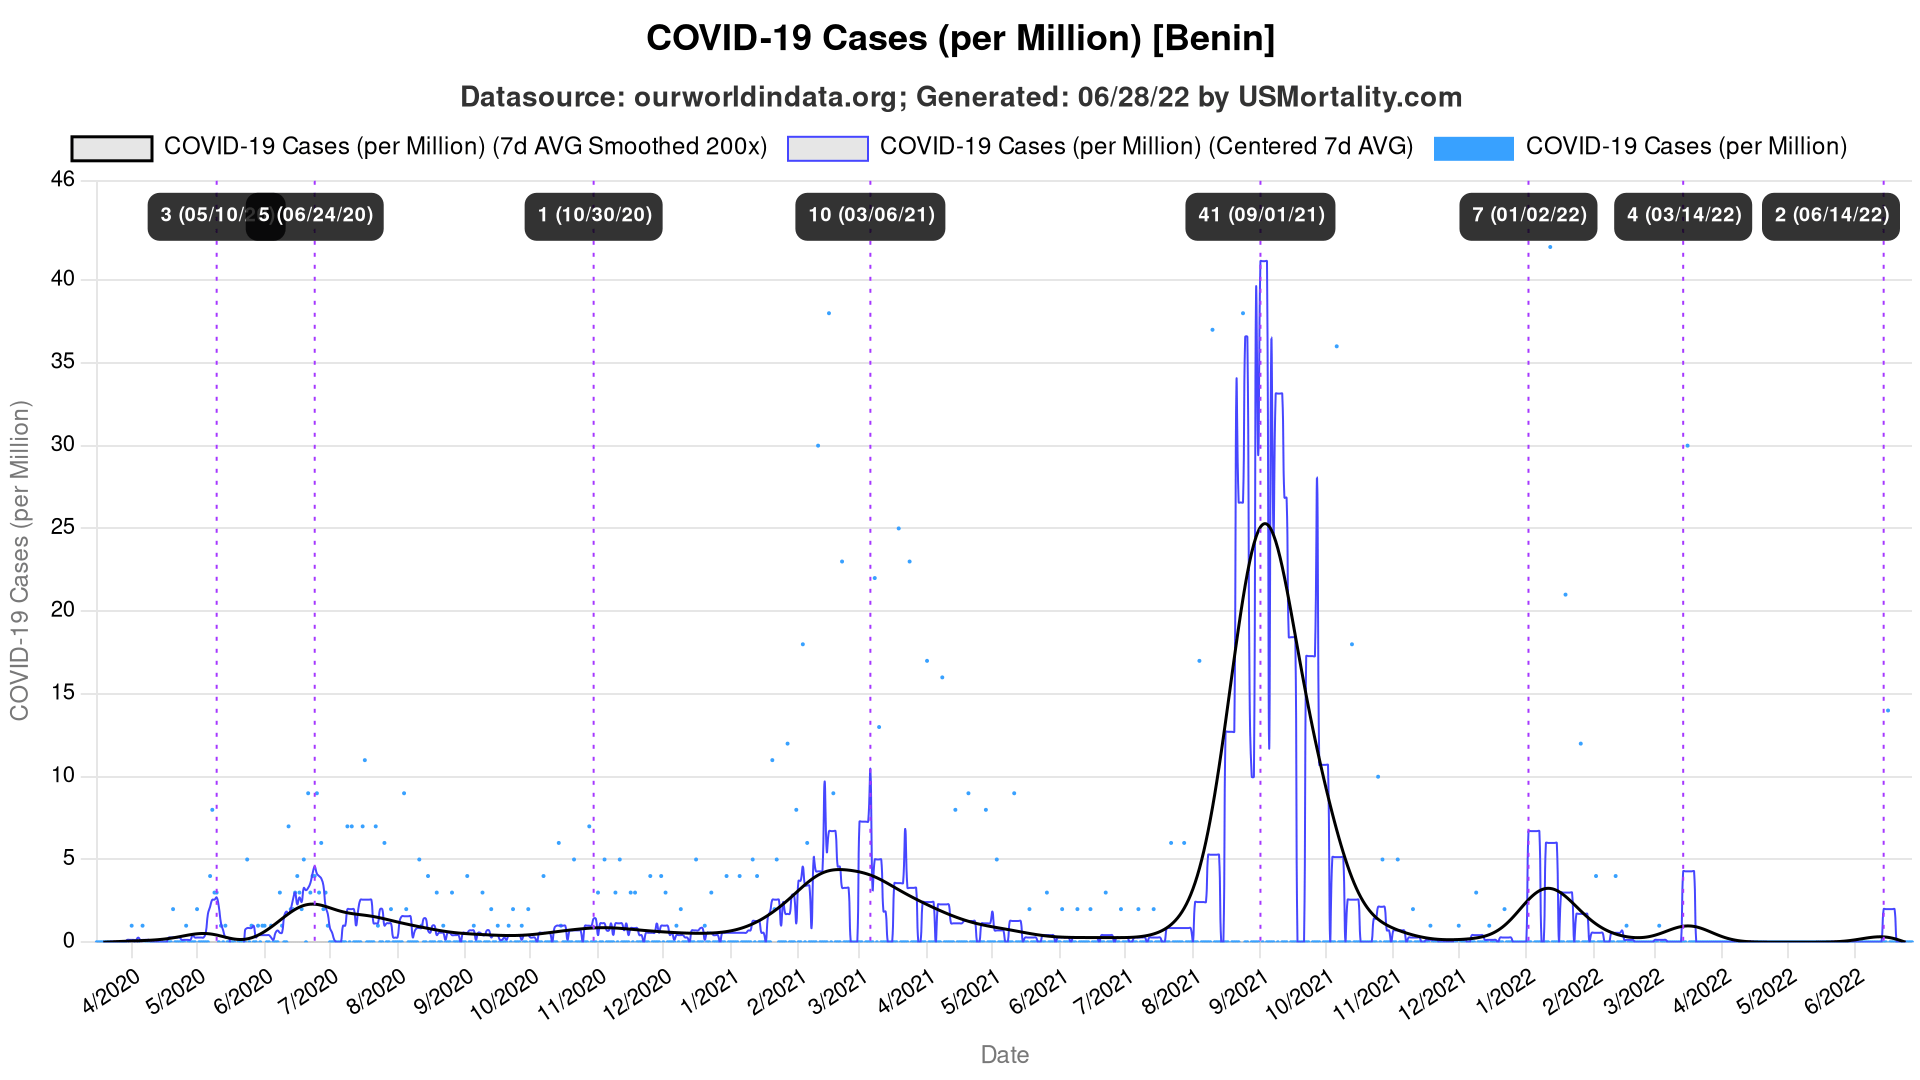 COVID-19 Cases (per Million) [Benin]
Datasource: ourworldindata.org; Generated: 06/28/22 by USMortality.com
COVID-19 Cases (per Million) (7d AVG Smoothed 200x) COVID-19 Cases (per Million) (Centered 7d AVG) COVID-19 Cases (per Million)
46
3 (05/10/20) 5 (06/24/20) 1 (10/30/20) 10 (03/06/21) 41 (09/01/21) 7 (01/02/22) 4 (03/14/22) 2 (06/14/22)
40
35
30
25
20
15
10
5
0
COVID-19 Cases (per Million)
4/2020 5/2020 6/2020 7/2020 8/2020 9/2020 10/2020 11/2020 12/2020 1/2021 2/2021 3/2021 4/2021 5/2021 6/2021 7/2021 8/2021 9/2021 10/2021 11/2021 12/2021 1/2022 2/2022 3/2022 4/2022 5/2022 6/2022
Date